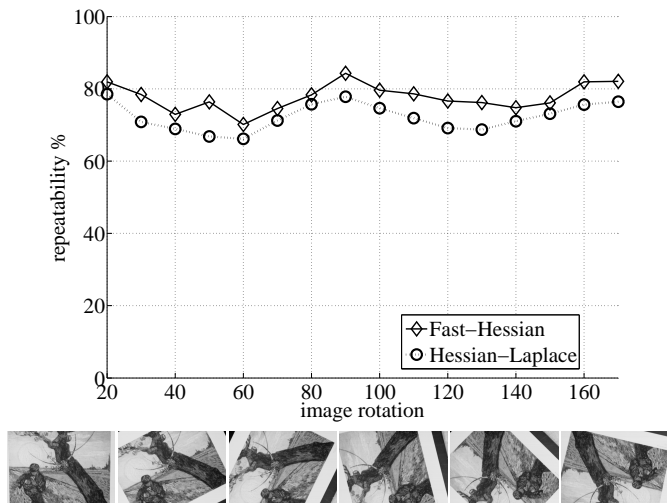 100
80
60
40
20
0
repeatability %
Fast–Hessian
Hessian–Laplace
20 40 60 80 100 120 140 160
image rotation